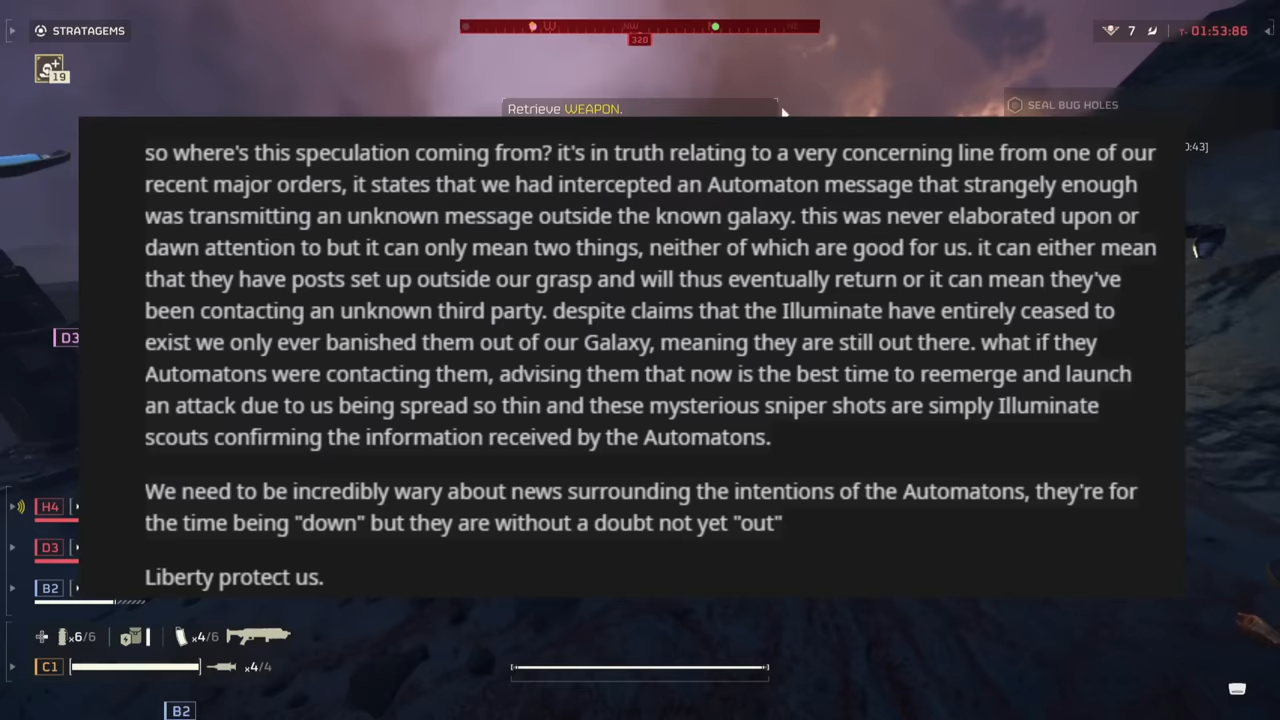 STRATAGEMS
W
NW
NE
320
7
T- 01:53:86
19
Retrieve WEAPON.
SEAL BUG HOLES
0:43]
so where's this speculation coming from? it's in truth relating to a very concerning line from one of our
recent major orders, it states that we had intercepted an Automaton message that strangely enough
was transmitting an unknown message outside the known galaxy. this was never elaborated upon or
dawn attention to but it can only mean two things, neither of which are good for us. it can either mean
that they have posts set up outside our grasp and will thus eventually return or it can mean they've
been contacting an unknown third party. despite claims that the Illuminate have entirely ceased to
exist we only ever banished them out of our Galaxy, meaning they are still out there. what if they
Automatons were contacting them, advising them that now is the best time to reemerge and launch
an attack due to us being spread so thin and these mysterious sniper shots are simply Illuminate
scouts confirming the information received by the Automatons.
We need to be incredibly wary about news surrounding the intentions of the Automatons, they're for
the time being "down" but they are without a doubt not yet "out"
Liberty protect us.
D3
H4
D3
B2
x6/6
x4/6
C1
x4/4
B2